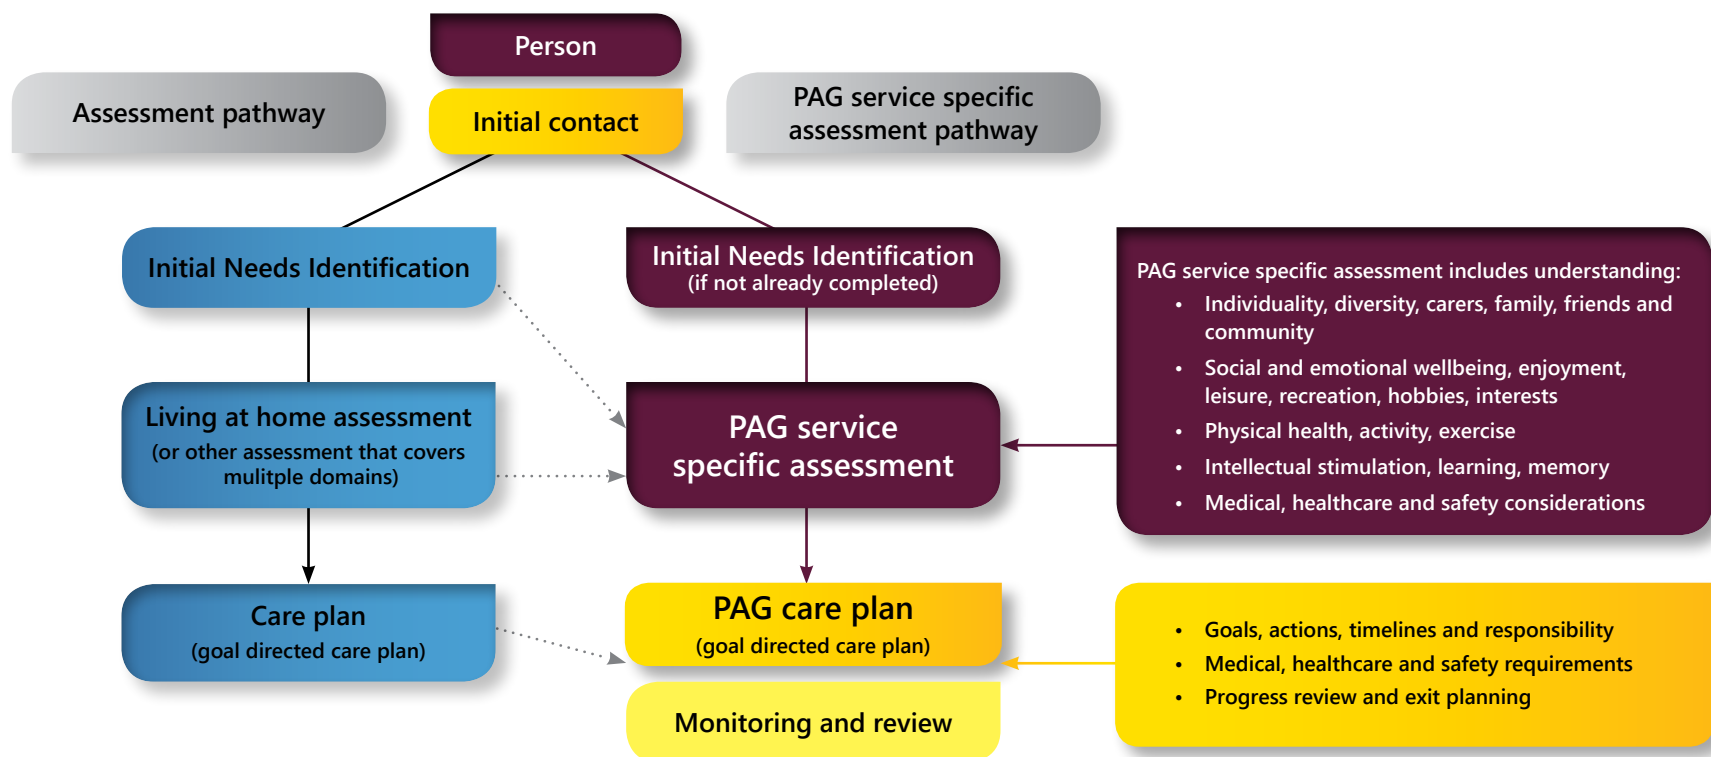 Person
Assessment pathway
Initial contact
PAG service specific
assessment pathway
Initial Needs Identification
Initial Needs Identification
(if not already completed)
Living at home assessment
(or other assessment that covers
mulitple domains)
PAG service
specific assessment
PAG service specific assessment includes understanding:
• Individuality, diversity, carers, family, friends and
community
• Social and emotional wellbeing, enjoyment,
leisure, recreation, hobbies, interests
• Physical health, activity, exercise
• Intellectual stimulation, learning, memory
• Medical, healthcare and safety considerations
Care plan
(goal directed care plan)
PAG care plan
(goal directed care plan)
• Goals, actions, timelines and responsibility
• Medical, healthcare and safety requirements
• Progress review and exit planning
Monitoring and review